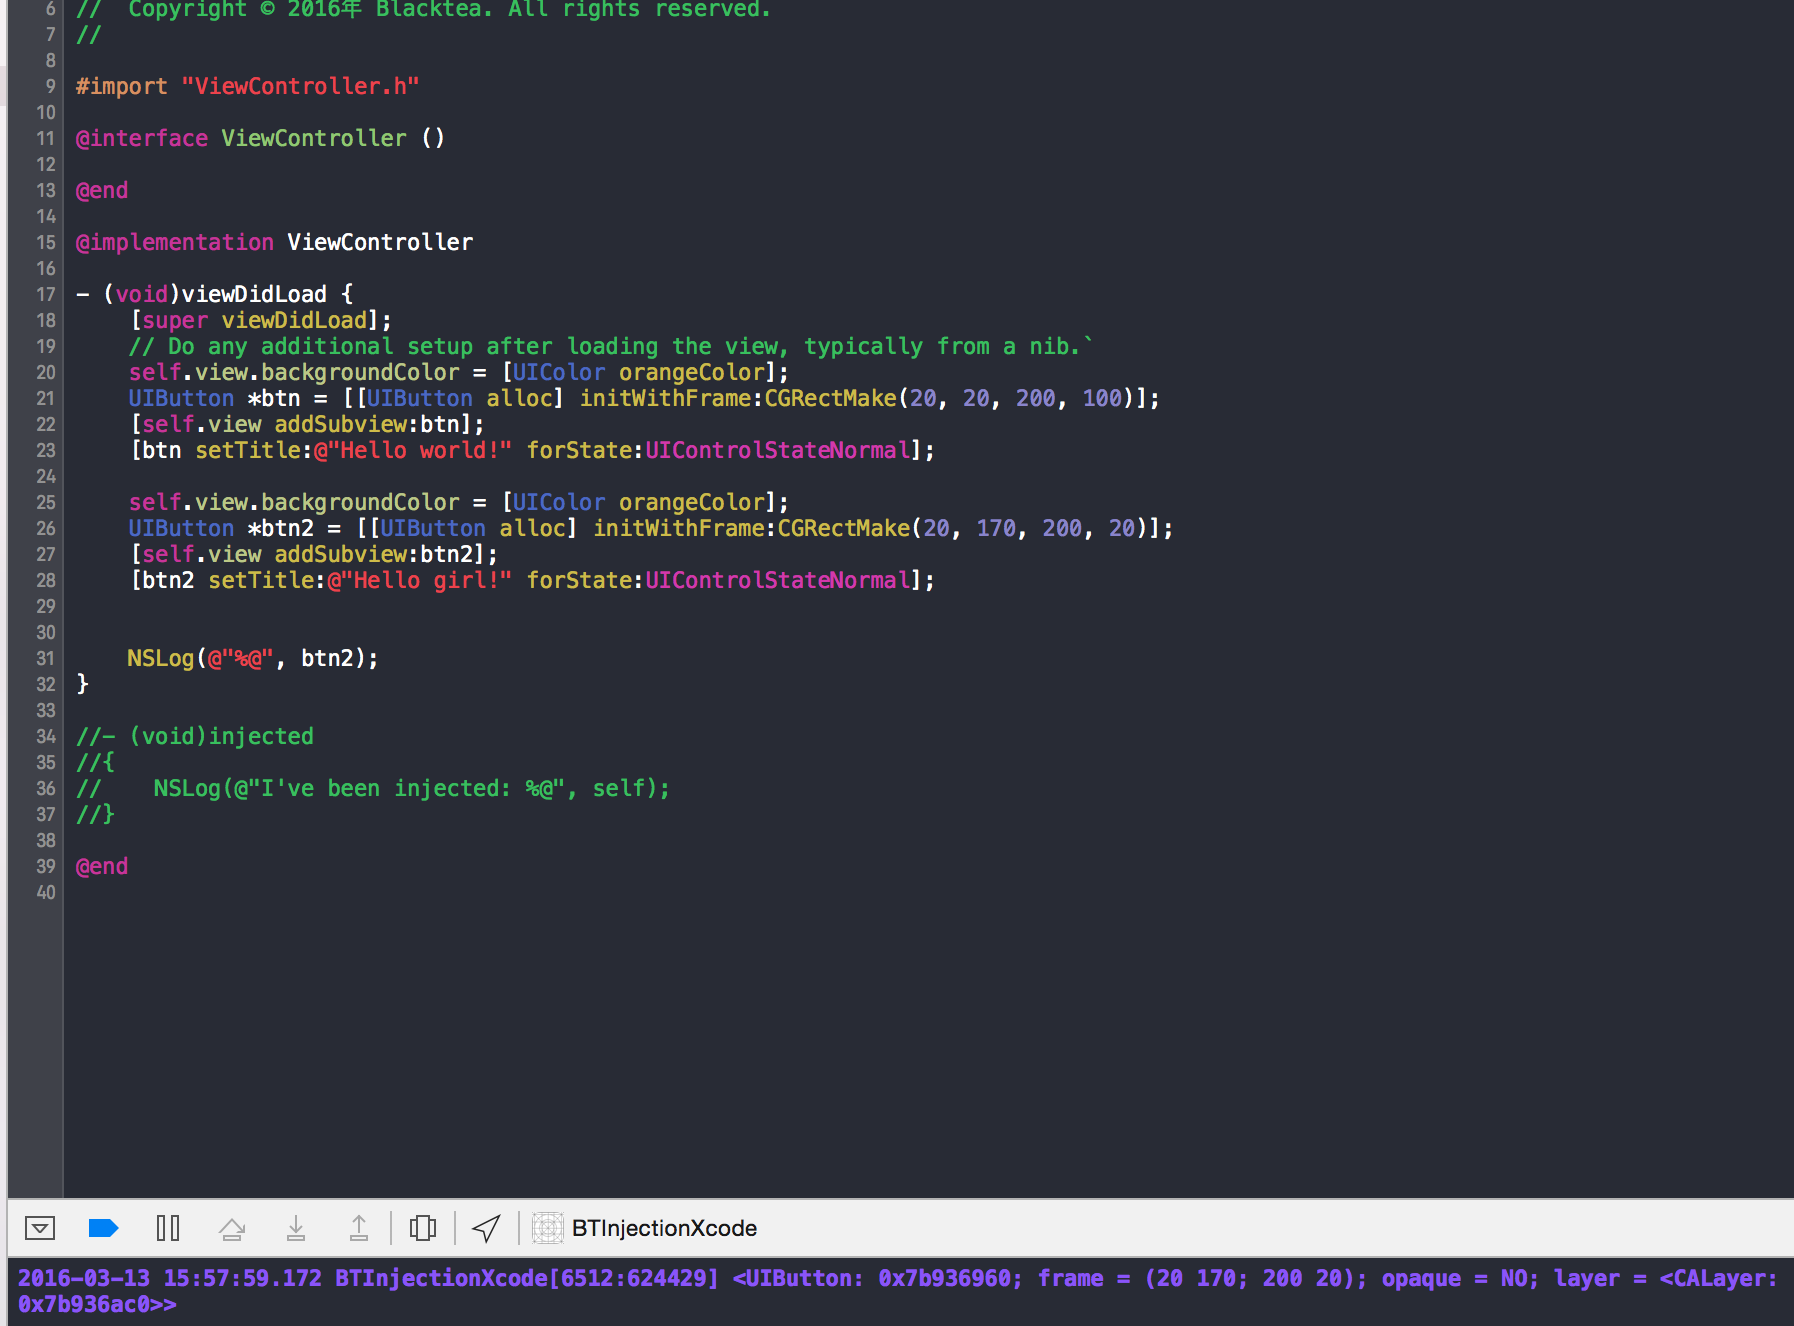 6 //  Copyright © 2016年 Blacktea. All rights reserved.
7 //
8
9 #import "ViewController.h"
10
11 @interface ViewController ()
12
13 @end
14
15 @implementation ViewController
16
17 - (void)viewDidLoad {
18     [super viewDidLoad];
19     // Do any additional setup after loading the view, typically from a nib.`
20     self.view.backgroundColor = [UIColor orangeColor];
21     UIButton *btn = [[UIButton alloc] initWithFrame:CGRectMake(20, 20, 200, 100)];
22     [self.view addSubview:btn];
23     [btn setTitle:@"Hello world!" forState:UIControlStateNormal];
24
25     self.view.backgroundColor = [UIColor orangeColor];
26     UIButton *btn2 = [[UIButton alloc] initWithFrame:CGRectMake(20, 170, 200, 20)];
27     [self.view addSubview:btn2];
28     [btn2 setTitle:@"Hello girl!" forState:UIControlStateNormal];
29
30
31     NSLog(@"%@", btn2);
32 }
33
34 //- (void)injected
35 //{
36 //    NSLog(@"I've been injected: %@", self);
37 //}
38
39 @end
40
BTInjectionXcode
2016-03-13 15:57:59.172 BTInjectionXcode[6512:624429] <UIButton: 0x7b936960; frame = (20 170; 200 20); opaque = NO; layer = <CALayer:
0x7b936ac0>>